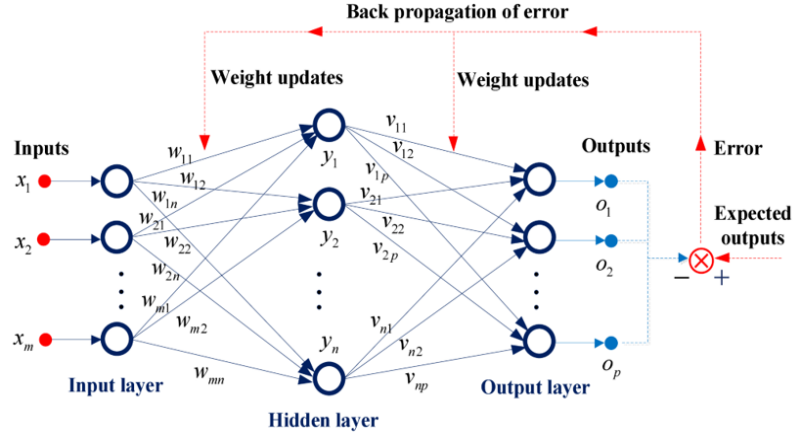 Back propagation of error
Weight updates
Weight updates
Inputs
Outputs
Error
Expected
outputs
x1
x2
xm
w11
w12
w1n
w21
w22
w2n
wm1
wm2
wmn
y1
y2
yn
v11
v12
v1p
v21
v22
v2p
vn1
vn2
vnp
o1
o2
op
− +
Input layer
Hidden layer
Output layer